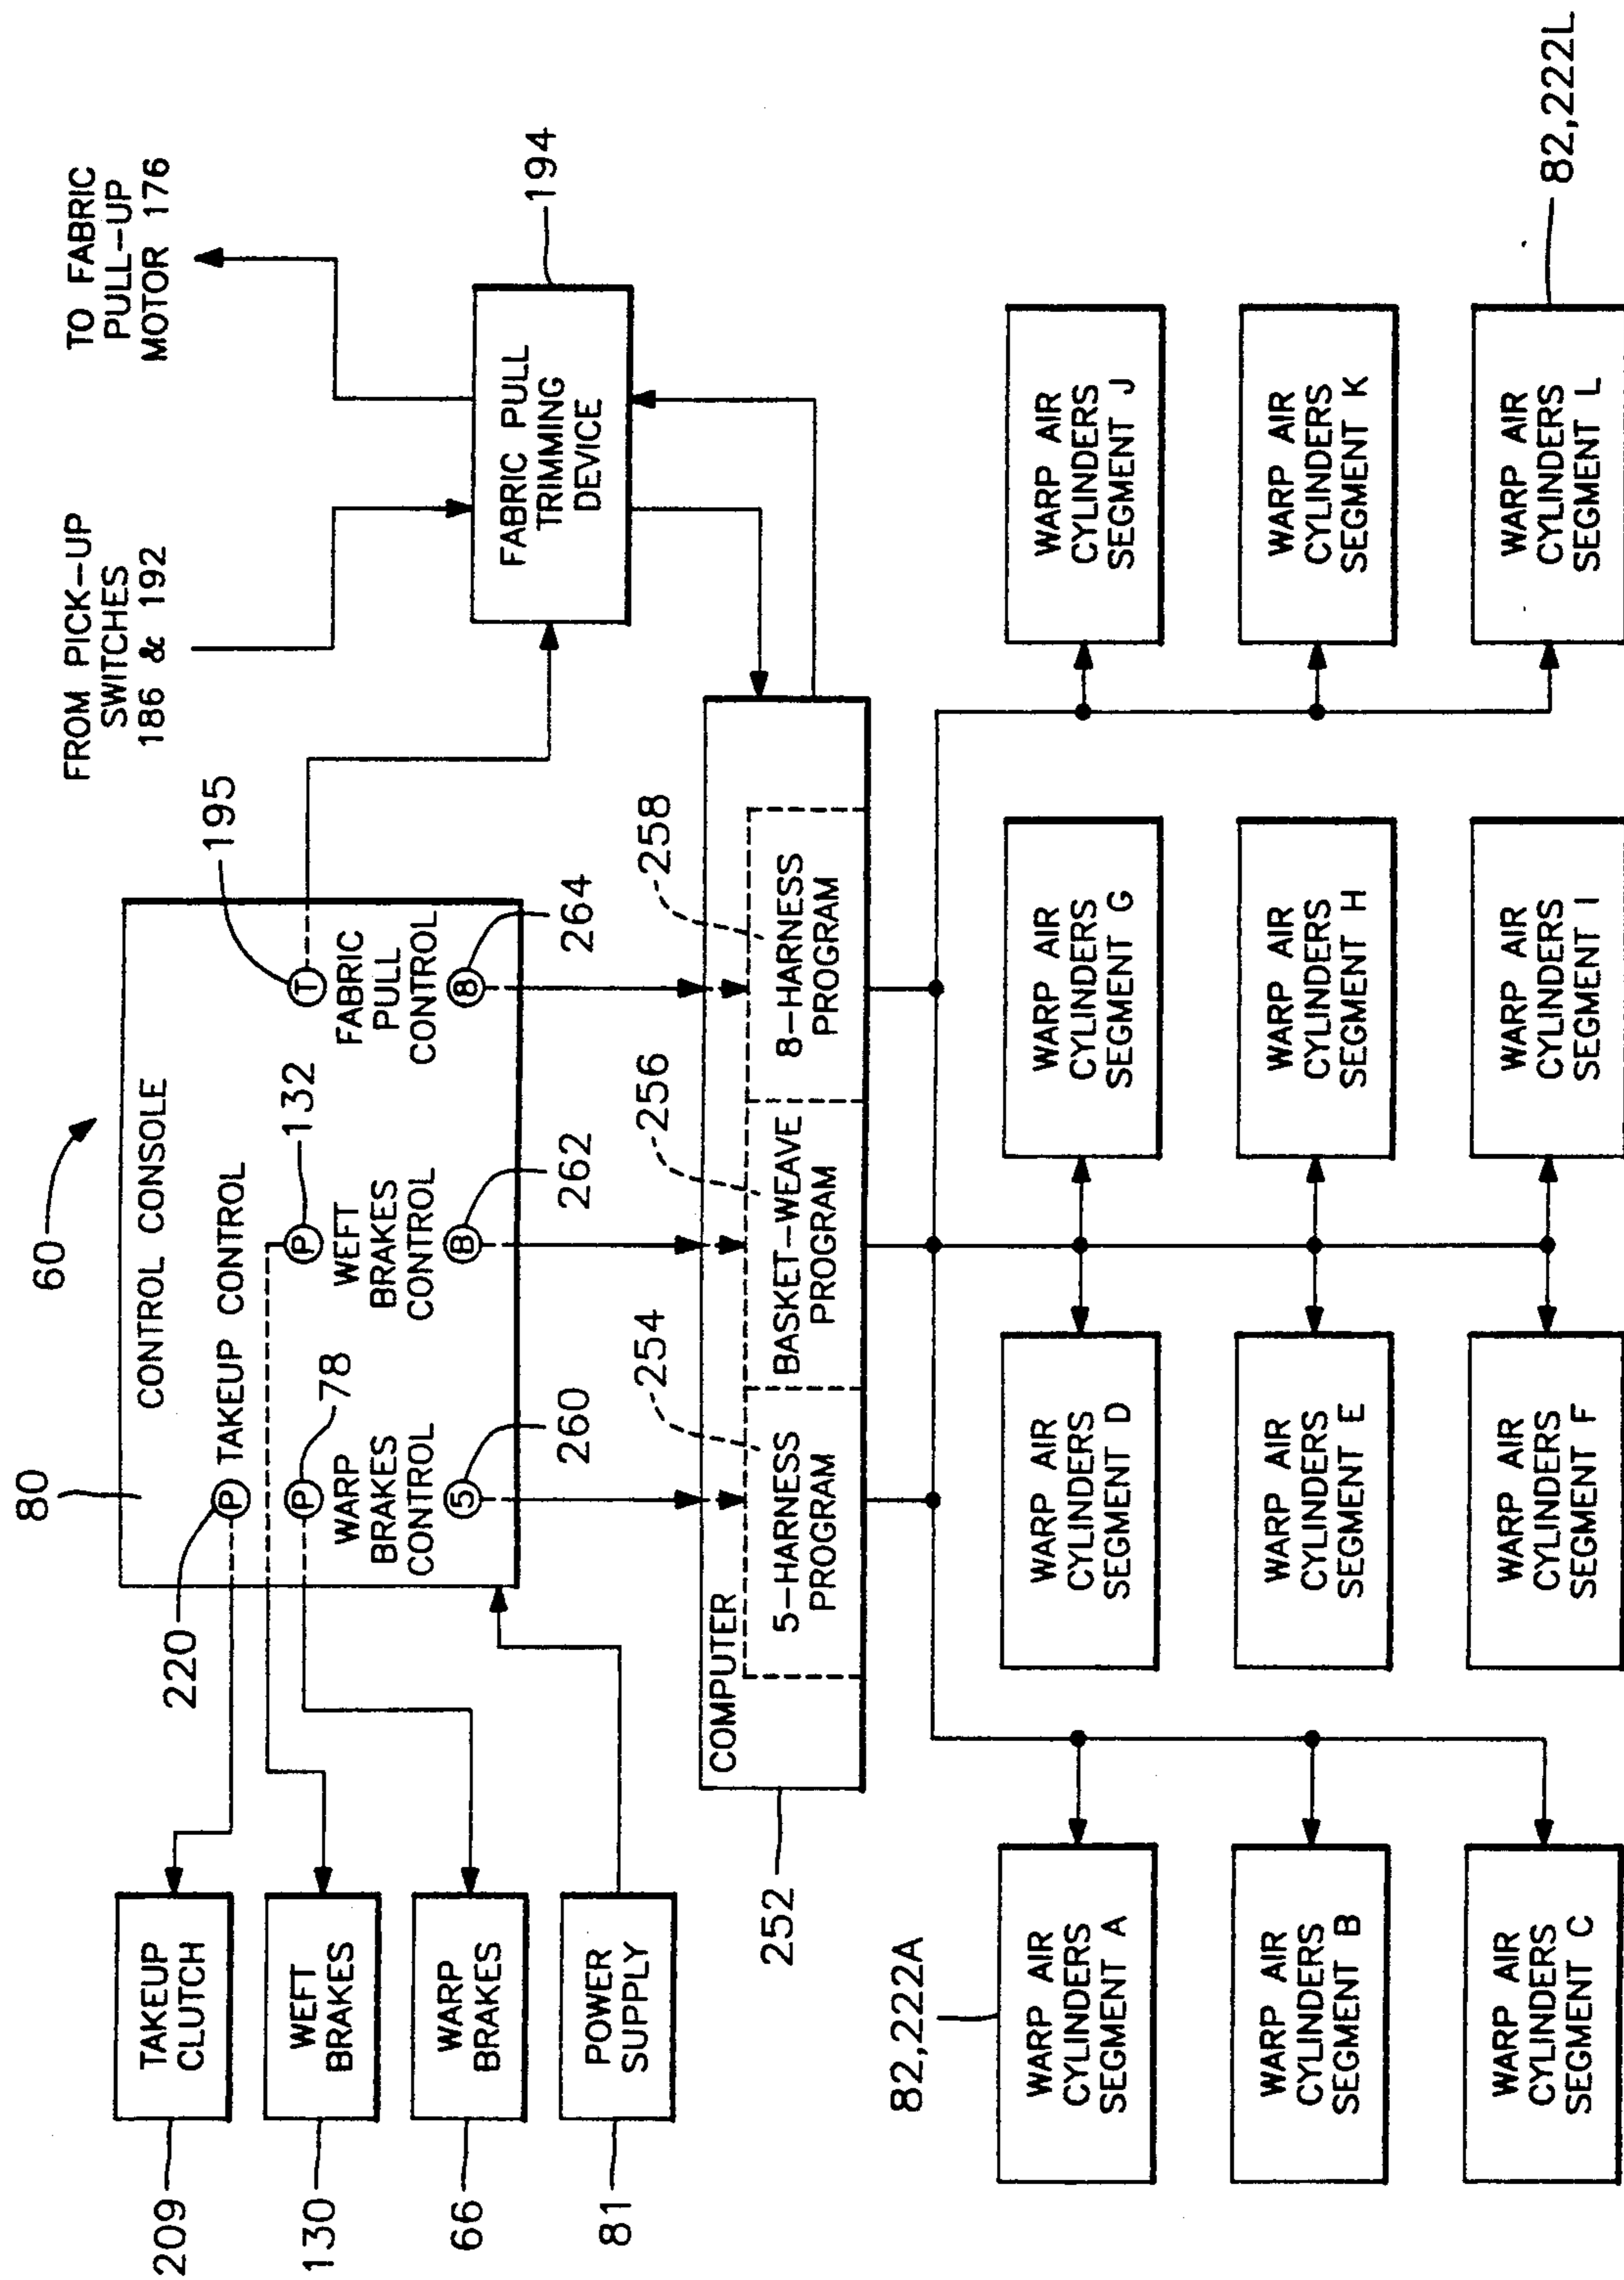 60
80
CONTROL CONSOLE
220
P
TAKEUP CONTROL
P
78
WARP
BRAKES
CONTROL
5
260
P
132
WEFT
BRAKES
CONTROL
B
262
T
195
FABRIC
PULL
CONTROL
8
264
FROM PICK-UP
SWITCHES
186 & 192
TO FABRIC
PULL-UP
MOTOR 176
FABRIC PULL
TRIMMING
DEVICE
194
209
TAKEUP
CLUTCH
130
WEFT
BRAKES
66
WARP
BRAKES
81
POWER
SUPPLY
252
COMPUTER
254
5-HARNESS
PROGRAM
256
BASKET-WEAVE
PROGRAM
258
8-HARNESS
PROGRAM
82,222A
WARP AIR
CYLINDERS
SEGMENT A
WARP AIR
CYLINDERS
SEGMENT B
WARP AIR
CYLINDERS
SEGMENT C
WARP AIR
CYLINDERS
SEGMENT D
WARP AIR
CYLINDERS
SEGMENT E
WARP AIR
CYLINDERS
SEGMENT F
WARP AIR
CYLINDERS
SEGMENT G
WARP AIR
CYLINDERS
SEGMENT H
WARP AIR
CYLINDERS
SEGMENT I
WARP AIR
CYLINDERS
SEGMENT J
WARP AIR
CYLINDERS
SEGMENT K
WARP AIR
CYLINDERS
SEGMENT L
82,222L